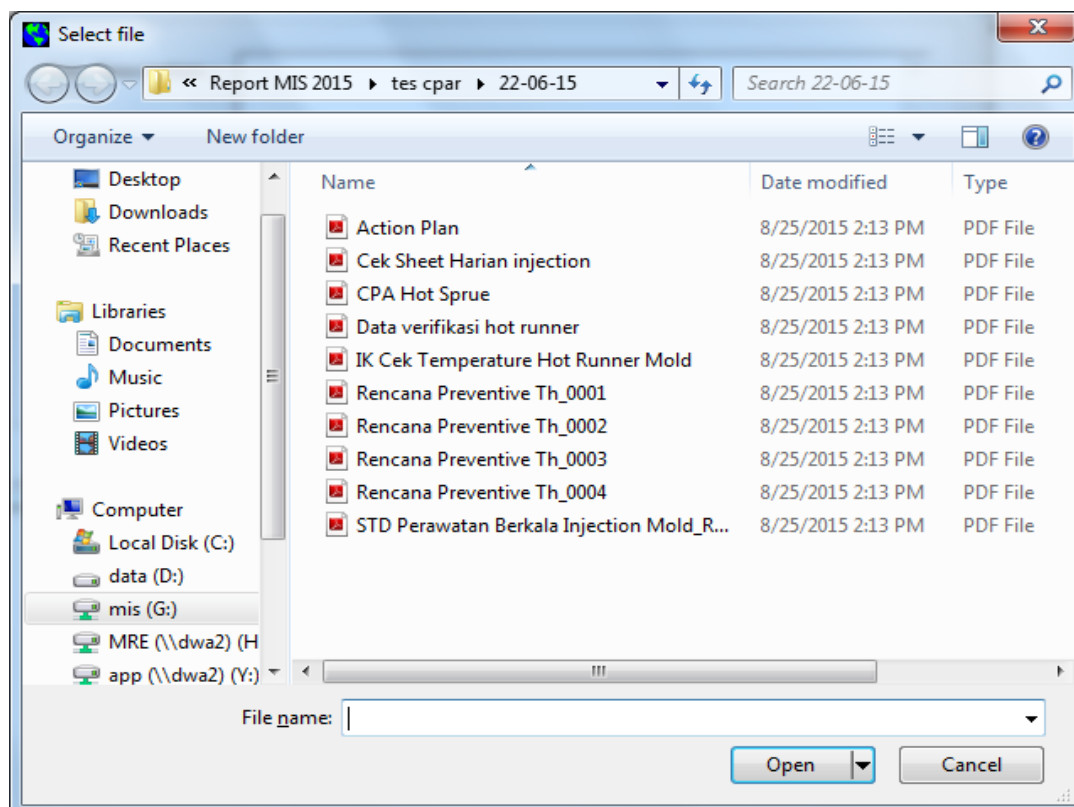 Select file
« Report MIS 2015 ▸ tes cpar ▸ 22-06-15
Search 22-06-15
Organize
New folder
Desktop
Downloads
Recent Places
Libraries
Documents
Music
Pictures
Videos
Computer
Local Disk (C:)
data (D:)
mis (G:)
MRE (\\dwa2) (H
app (\\dwa2) (Y:)
Name Date modified Type
Action Plan 8/25/2015 2:13 PM PDF File
Cek Sheet Harian injection 8/25/2015 2:13 PM PDF File
CPA Hot Sprue 8/25/2015 2:13 PM PDF File
Data verifikasi hot runner 8/25/2015 2:13 PM PDF File
IK Cek Temperature Hot Runner Mold 8/25/2015 2:13 PM PDF File
Rencana Preventive Th_0001 8/25/2015 2:13 PM PDF File
Rencana Preventive Th_0002 8/25/2015 2:13 PM PDF File
Rencana Preventive Th_0003 8/25/2015 2:13 PM PDF File
Rencana Preventive Th_0004 8/25/2015 2:13 PM PDF File
STD Perawatan Berkala Injection Mold_R... 8/25/2015 2:13 PM PDF File
File name:
Open
Cancel